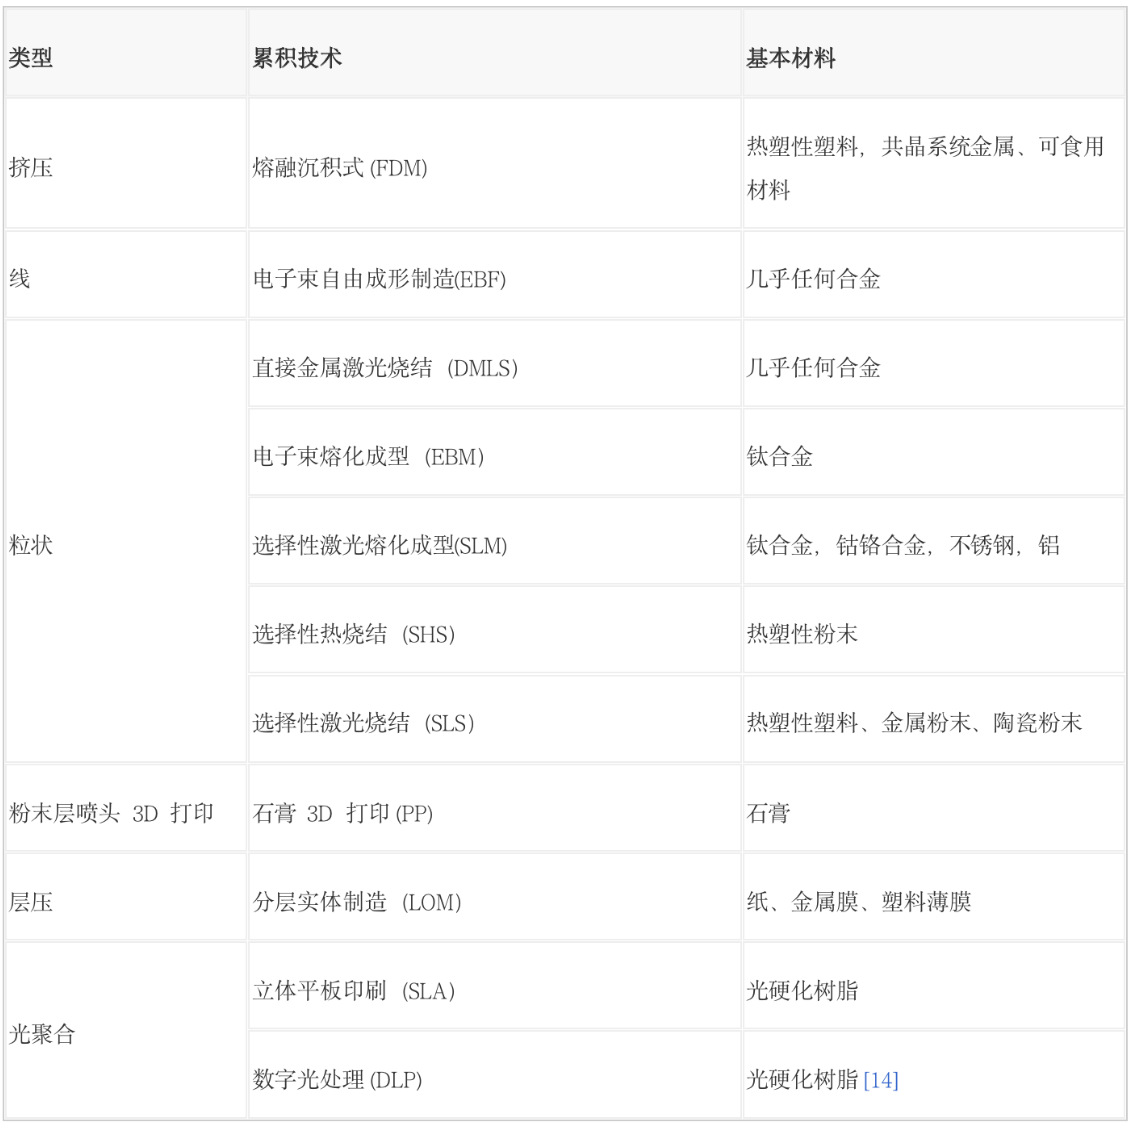 类型
累积技术
基本材料
挤压
熔融沉积式 (FDM)
热塑性塑料, 共晶系统金属、可食用
材料
线
电子束自由成形制造(EBF)
几乎任何合金
粒状
直接金属激光烧结 (DMLS)
几乎任何合金
电子束熔化成型 (EBM)
钛合金
选择性激光熔化成型(SLM)
钛合金, 钴铬合金, 不锈钢, 铝
选择性热烧结 (SHS)
热塑性粉末
选择性激光烧结 (SLS)
热塑性塑料、金属粉末、陶瓷粉末
粉末层喷头 3D 打印
石膏 3D 打印 (PP)
石膏
层压
分层实体制造 (LOM)
纸、金属膜、塑料薄膜
光聚合
立体平板印刷 (SLA)
光硬化树脂
数字光处理 (DLP)
光硬化树脂 [14]